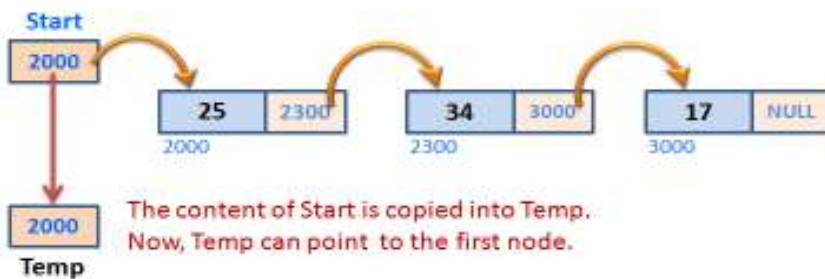 Start
2000
25 2300 34 3000 17 NULL
2000 2300 3000
2000 The content of Start is copied into Temp.
Now, Temp can point to the first node.
Temp